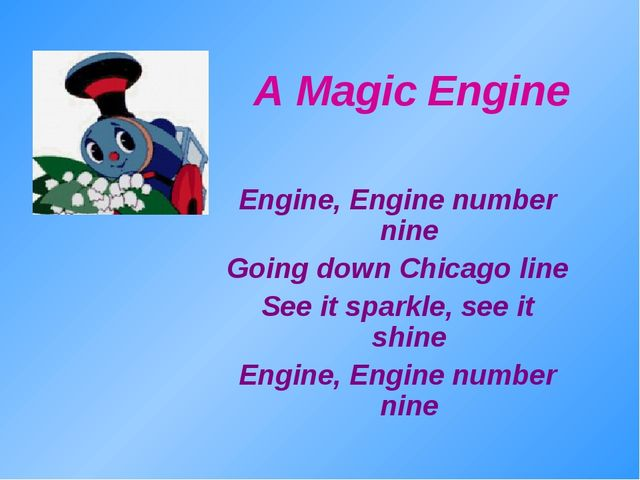 A Magic Engine
Engine, Engine number
nine
Going down Chicago line
See it sparkle, see it
shine
Engine, Engine number
nine